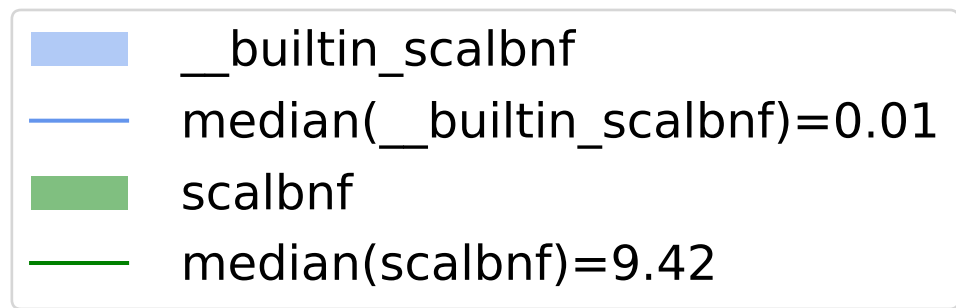 __builtin_scalbnf
median(__builtin_scalbnf)=0.01
scalbnf
median(scalbnf)=9.42